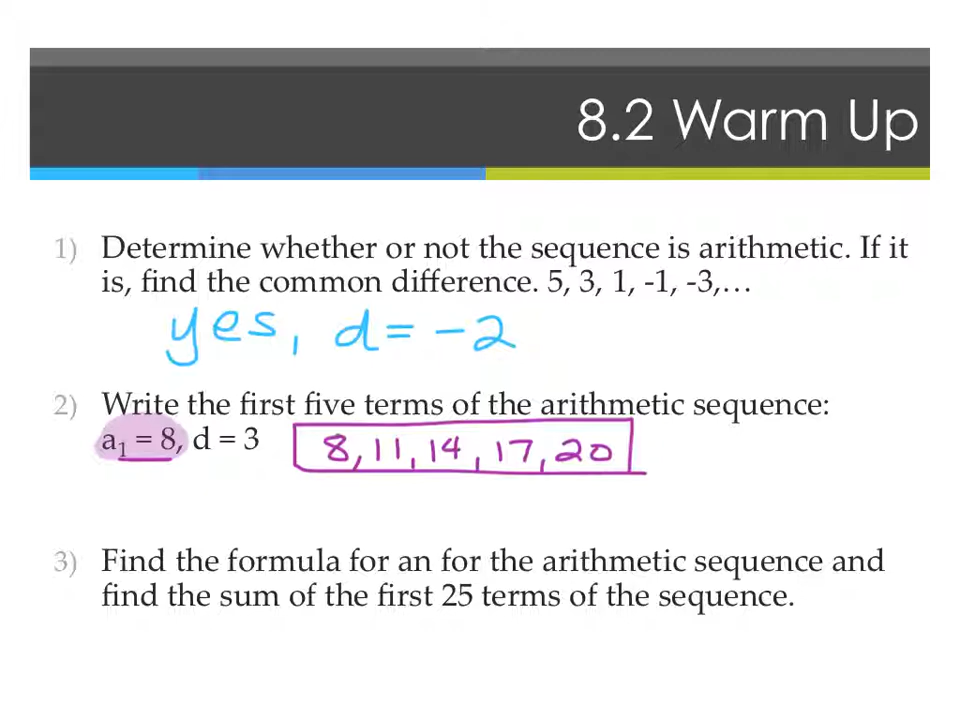 8.2 Warm Up
1) Determine whether or not the sequence is arithmetic. If it
is, find the common difference. 5, 3, 1, -1, -3,…
yes, d = -2
2) Write the first five terms of the arithmetic sequence:
a₁ = 8, d = 3 8, 11, 14, 17, 20
3) Find the formula for an for the arithmetic sequence and
find the sum of the first 25 terms of the sequence.